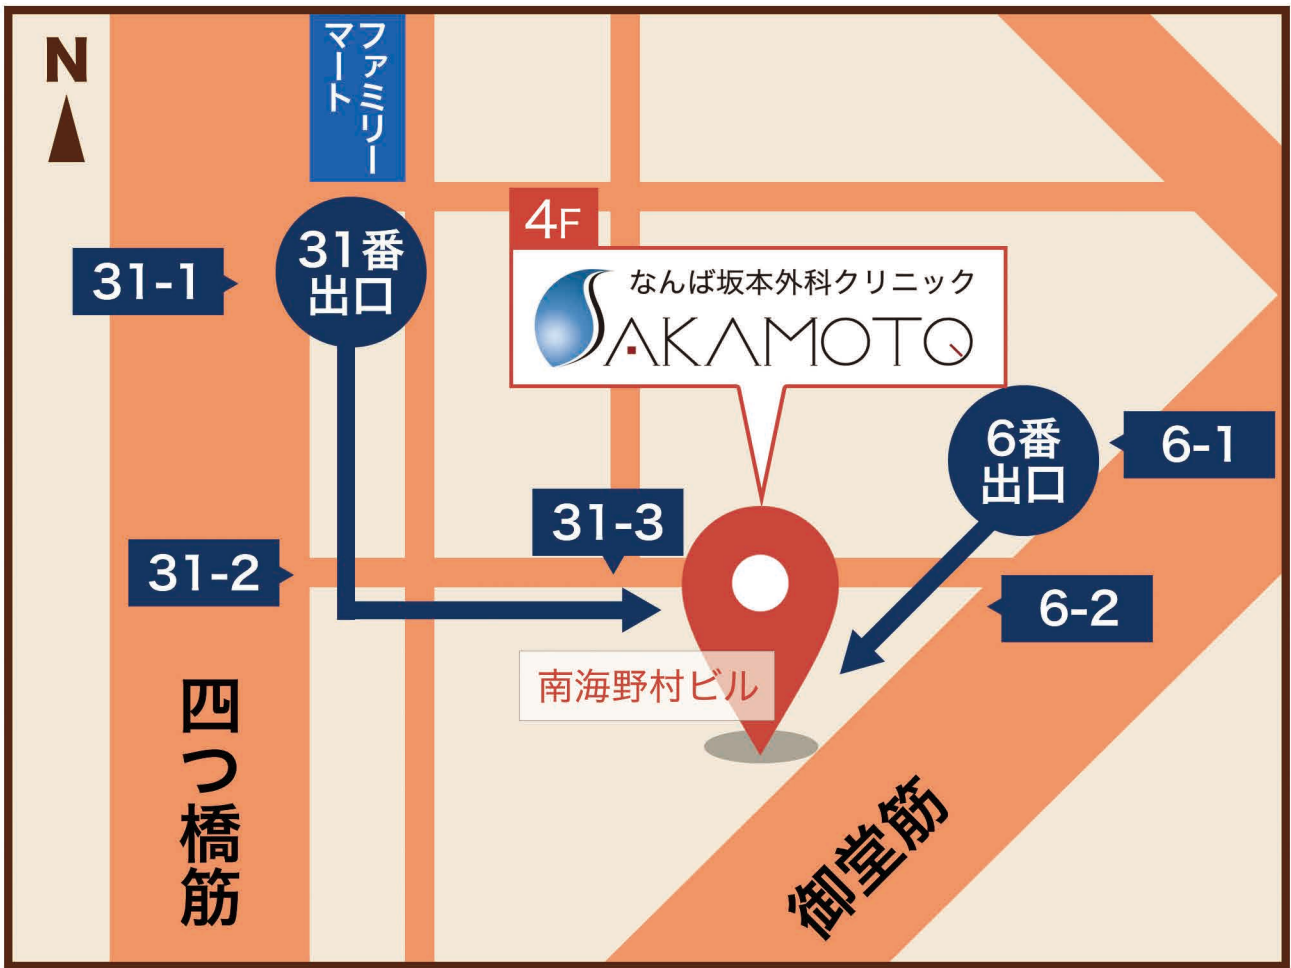 N
ファミリー
マート
31番
出口
31-1
4F
なんば坂本外科クリニック
SAKAMOTO
6番
出口
6-1
31-3
31-2
6-2
南海野村ビル
四つ橋筋
御堂筋